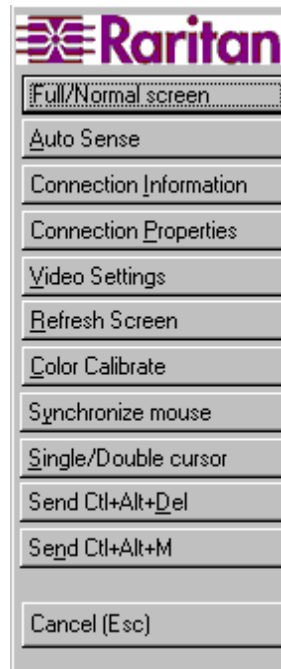 Raritan
Full/Normal screen
Auto Sense
Connection Information
Connection Properties
Video Settings
Refresh Screen
Color Calibrate
Synchronize mouse
Single/Double cursor
Send Ctl+Alt+Del
Send Ctl+Alt+M
Cancel (Esc)